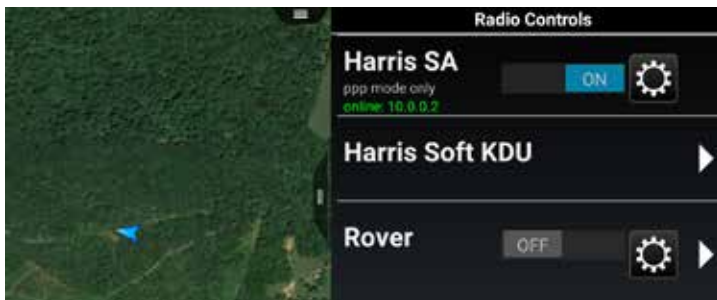 Radio Controls
Harris SA
ppp mode only
online: 10.0.0.2
ON
Harris Soft KDU
Rover
OFF